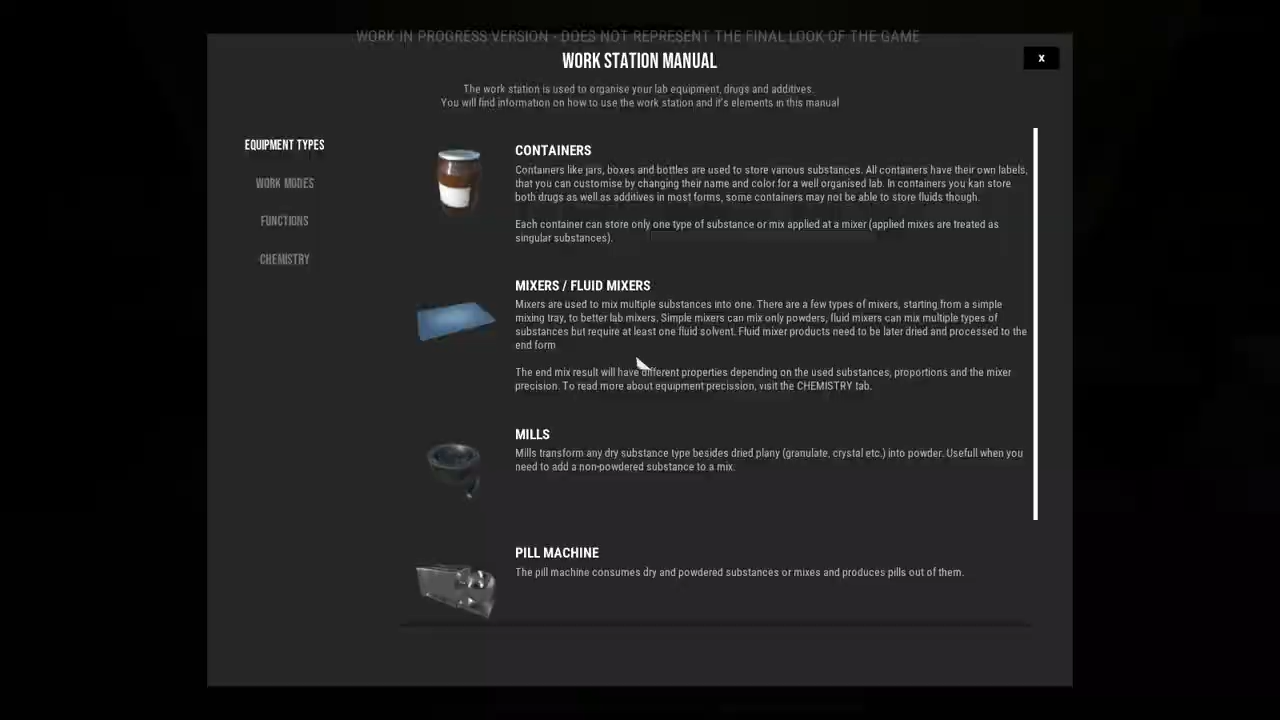 WORK IN PROGRESS VERSION - DOES NOT REPRESENT THE FINAL LOOK OF THE GAME
WORK STATION MANUAL
X
The work station is used to organise your lab equipment, drugs and additives.
You will find information on how to use the work station and it's elements in this manual
EQUIPMENT TYPES
WORK MODES
FUNCTIONS
CHEMISTRY
CONTAINERS
Containers like jars, boxes and bottles are used to store various substances. All containers have their own labels,
that you can customise by changing their name and color for a well organised lab. In containers you kan store
both drugs as well as additives in most forms, some containers may not be able to store fluids though.
Each container can store only one type of substance or mix applied at a mixer (applied mixes are treated as
singular substances).
MIXERS / FLUID MIXERS
Mixers are used to mix multiple substances into one. There are a few types of mixers, starting from a simple
mixing tray, to better lab mixers. Simple mixers can mix only powders, fluid mixers can mix multiple types of
substances but require at least one fluid solvent. Fluid mixer products need to be later dried and processed to the
end form
The end mix result will have different properties depending on the used substances, proportions and the mixer
precision. To read more about equipment precission, visit the CHEMISTRY tab.
MILLS
Mills transform any dry substance type besides dried plany (granulate, crystal etc.) into powder. Usefull when you
need to add a non-powdered substance to a mix.
PILL MACHINE
The pill machine consumes dry and powdered substances or mixes and produces pills out of them.